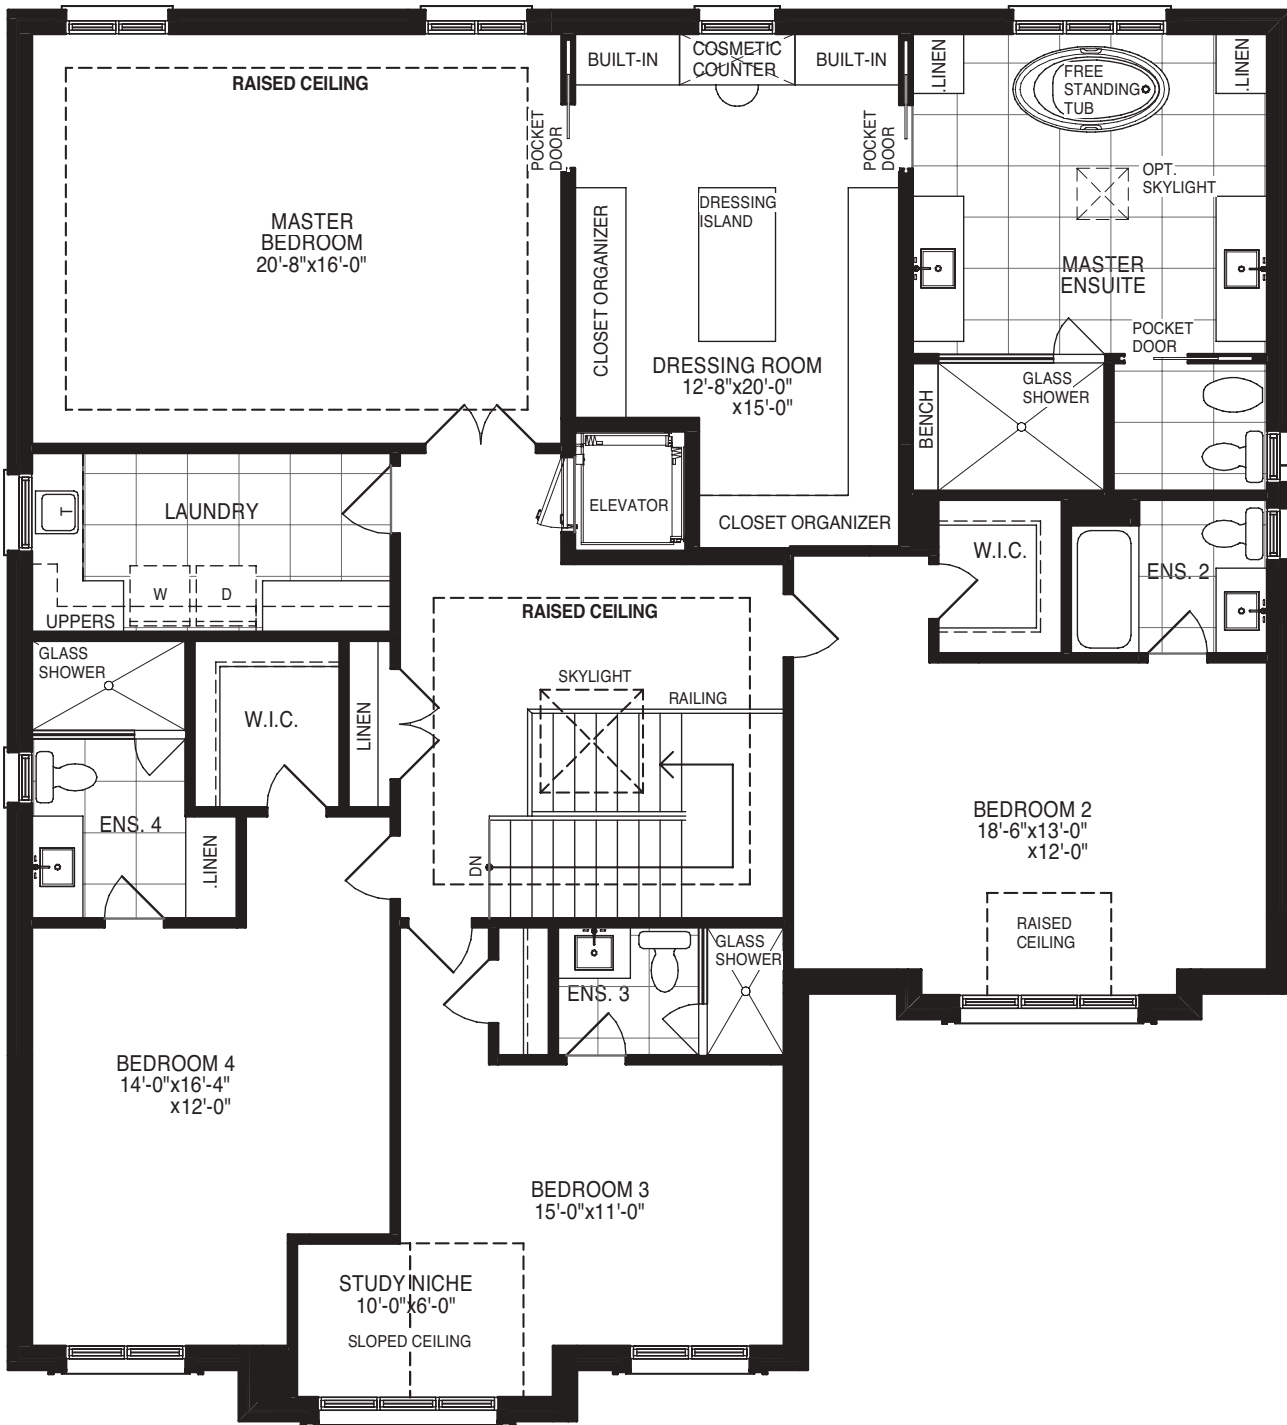 RAISED CEILING
BUILT-IN
COSMETIC
COUNTER
BUILT-IN
.LINEN
FREE
STANDING
TUB
.LINEN
POCKET
DOOR
POCKET
DOOR
OPT.
SKYLIGHT
MASTER
BEDROOM
20'-8"x16'-0"
CLOSET ORGANIZER
DRESSING
ISLAND
MASTER
ENSUITE
POCKET
DOOR
DRESSING ROOM
12'-8"x20'-0"
x15'-0"
BENCH
GLASS
SHOWER
LAUNDRY
T
ELEVATOR
CLOSET ORGANIZER
W.I.C.
ENS. 2
W
D
UPPERS
RAISED CEILING
GLASS
SHOWER
SKYLIGHT
RAILING
W.I.C.
LINEN
ENS. 4
.LINEN
DN
BEDROOM 2
18'-6"x13'-0"
x12'-0"
RAISED
CEILING
GLASS
SHOWER
ENS. 3
BEDROOM 4
14'-0"x16'-4"
x12'-0"
BEDROOM 3
15'-0"x11'-0"
STUDY NICHE
10'-0"x6'-0"
SLOPED CEILING